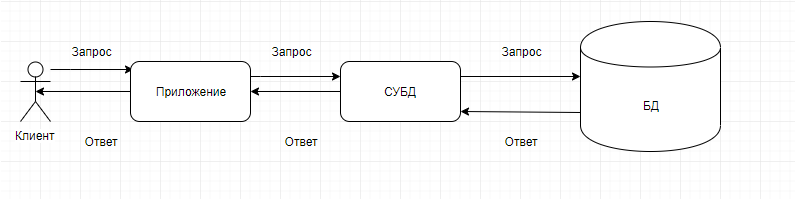 Запрос
Запрос
Запрос
Приложение
СУБД
БД
Клиент
Ответ
Ответ
Ответ